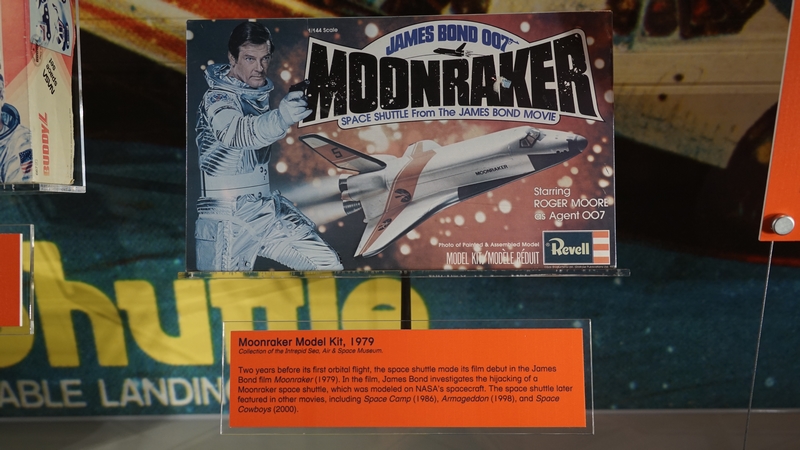 1/144 Scale
JAMES BOND 007
MOONRAKER
SPACE SHUTTLE From The JAMES BOND MOVIE
MOONRAKER
Starring
ROGER MOORE
as Agent 007
Photo of Painted & Assembled Model
MODEL KIT/MODÈLE RÉDUIT
Revell
huttle
ABLE LANDIN
Moonraker Model Kit, 1979
Collection of the Intrepid Sea, Air & Space Museum.
Two years before its first orbital flight, the space shuttle made its film debut in the James
Bond film Moonraker (1979). In the film, James Bond investigates the hijacking of a
Moonraker space shuttle, which was modeled on NASA's spacecraft. The space shuttle later
featured in other movies, including Space Camp (1986), Armageddon (1998), and Space
Cowboys (2000).